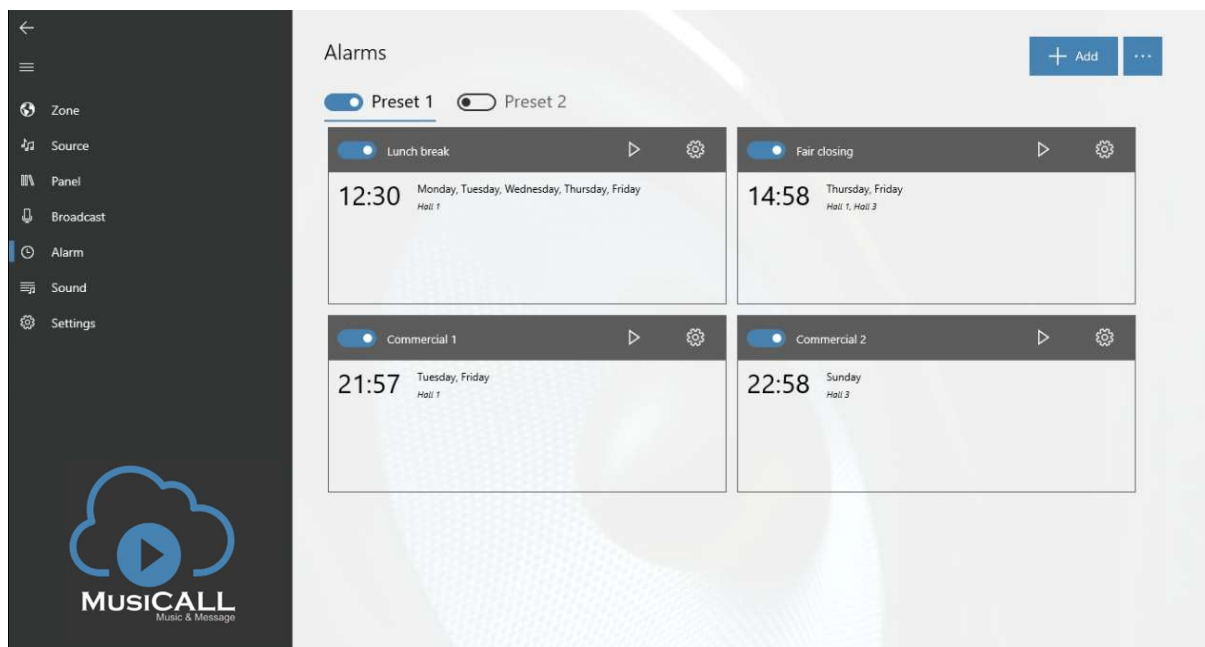 Zone
Source
Panel
Broadcast
Alarm
Sound
Settings
MUSICALL
Music & Message
Alarms
Add
Preset 1
Preset 2
Lunch break
12:30
Monday, Tuesday, Wednesday, Thursday, Friday
Hall 1
Fair closing
14:58
Thursday, Friday
Hall 1, Hall 3
Commercial 1
21:57
Tuesday, Friday
Hall 1
Commercial 2
22:58
Sunday
Hall 3